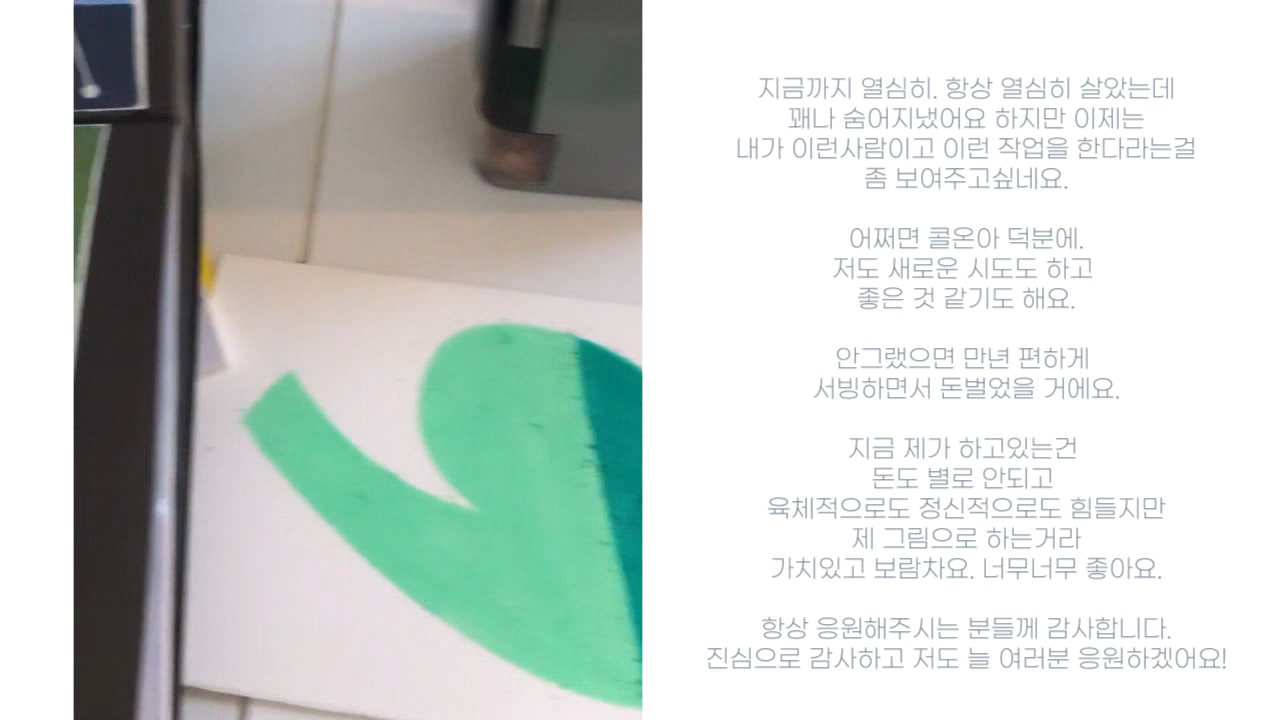 지금까지 열심히. 항상 열심히 살았는데
꽤나 숨어지냈어요 하지만 이제는
내가 이런사람이고 이런 작업을 한다라는걸
좀 보여주고싶네요.
어쩌면 콜온아 덕분에.
저도 새로운 시도도 하고
좋은 것 같기도 해요.
안그랬으면 만년 편하게
서빙하면서 돈벌었을 거에요.
지금 제가 하고있는건
돈도 별로 안되고
육체적으로도 정신적으로도 힘들지만
제 그림으로 하는거라
가치있고 보람차요. 너무너무 좋아요.
항상 응원해주시는 분들께 감사합니다.
진심으로 감사하고 저도 늘 여러분 응원하겠어요!